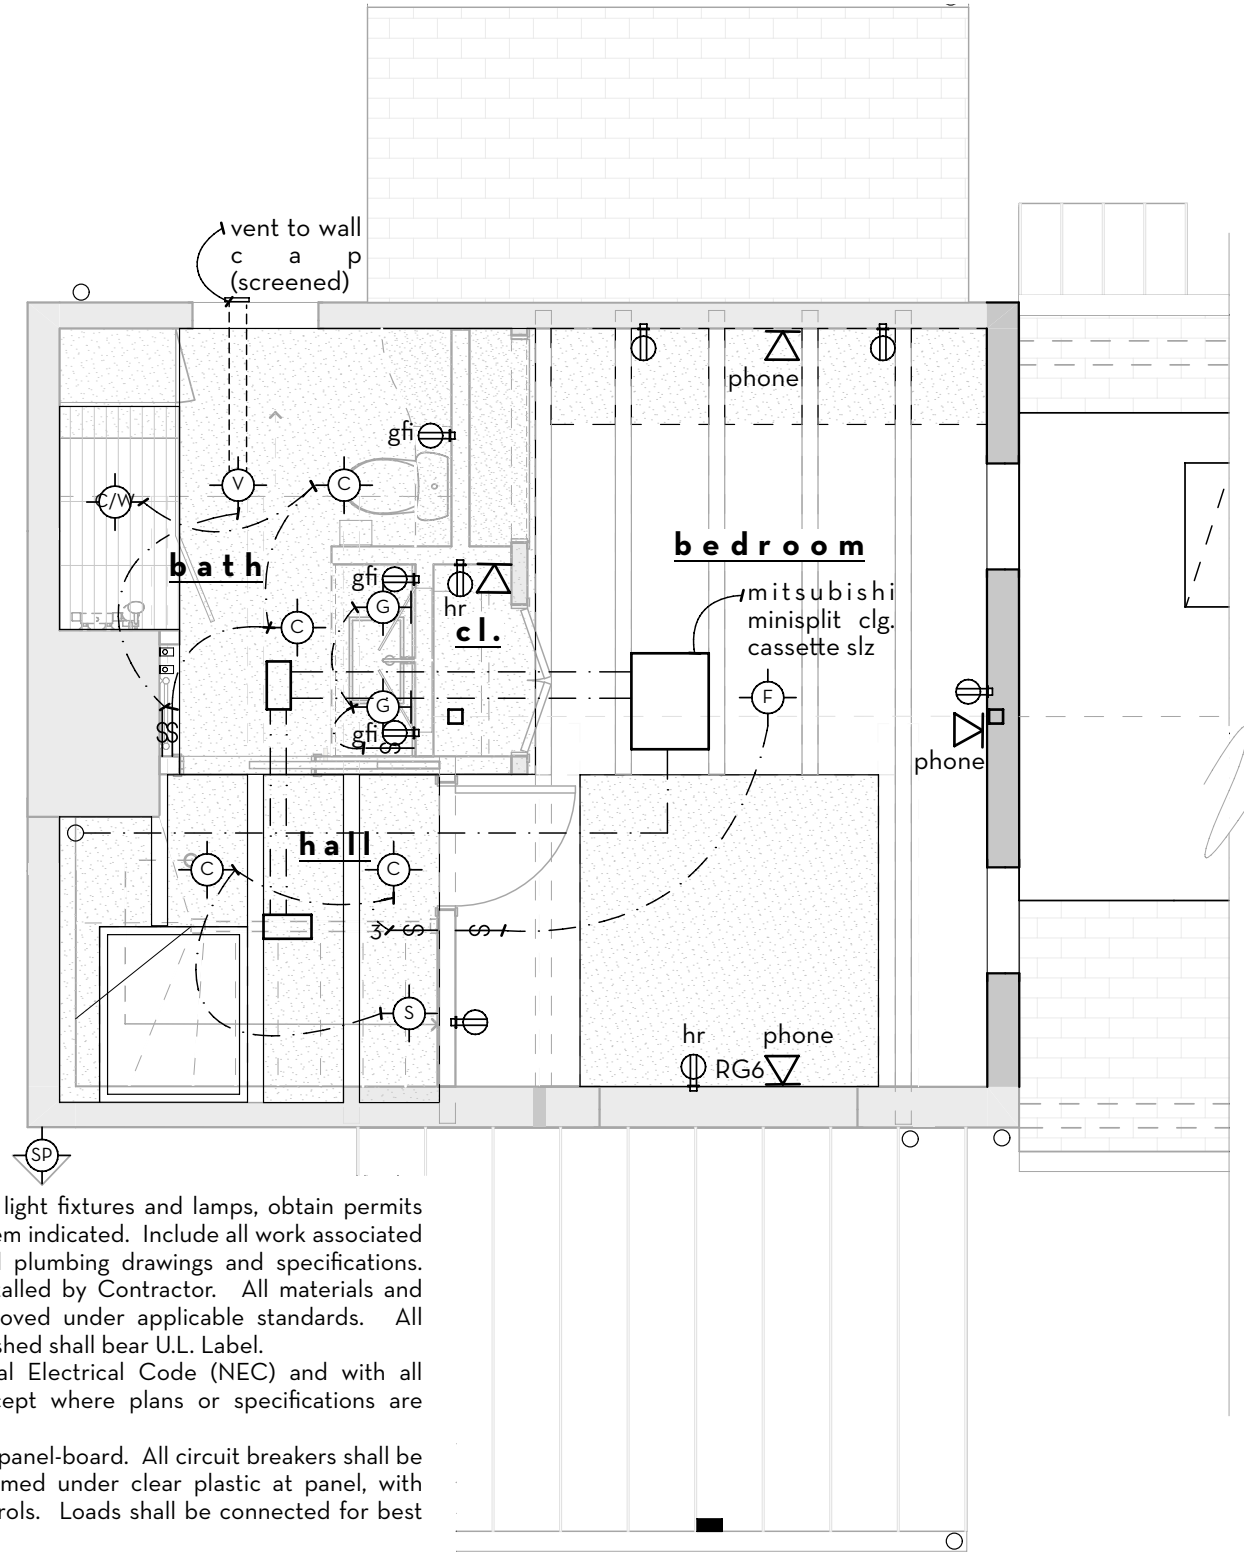 vent to wall
c a p
(screened)
phone
gfi
V
C
C/W
bedroom
bath
gfi
hr
G
mitsubishi
minisplit clg.
cassette slz
C
cl.
F
G
gfi
S
SS
phone
hall
C
C
3
S
S
S
hr
phone
RG6
SP
light fixtures and lamps, obtain permits
em indicated. Include all work associated
plumbing drawings and specifications.
talled by Contractor. All materials and
oved under applicable standards. All
shed shall bear U.L. Label.
al Electrical Code (NEC) and with all
cept where plans or specifications are
panel-board. All circuit breakers shall be
med under clear plastic at panel, with
rols. Loads shall be connected for best